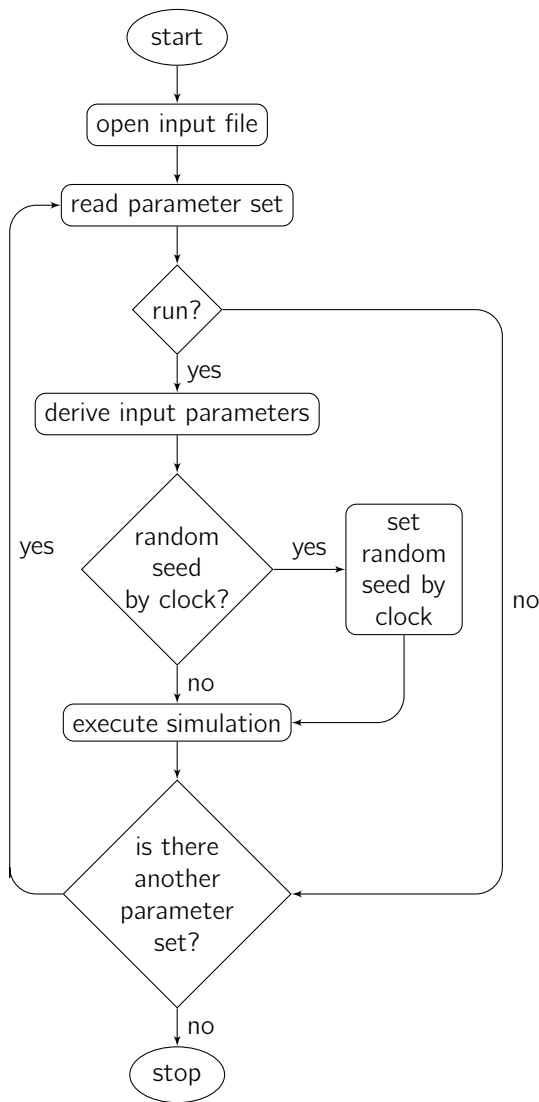 start
open input file
read parameter set
run?
yes
derive input parameters
random
seed
by clock?
yes
set
random
seed by
clock
yes
no
no
execute simulation
is there
another
parameter
set?
no
stop